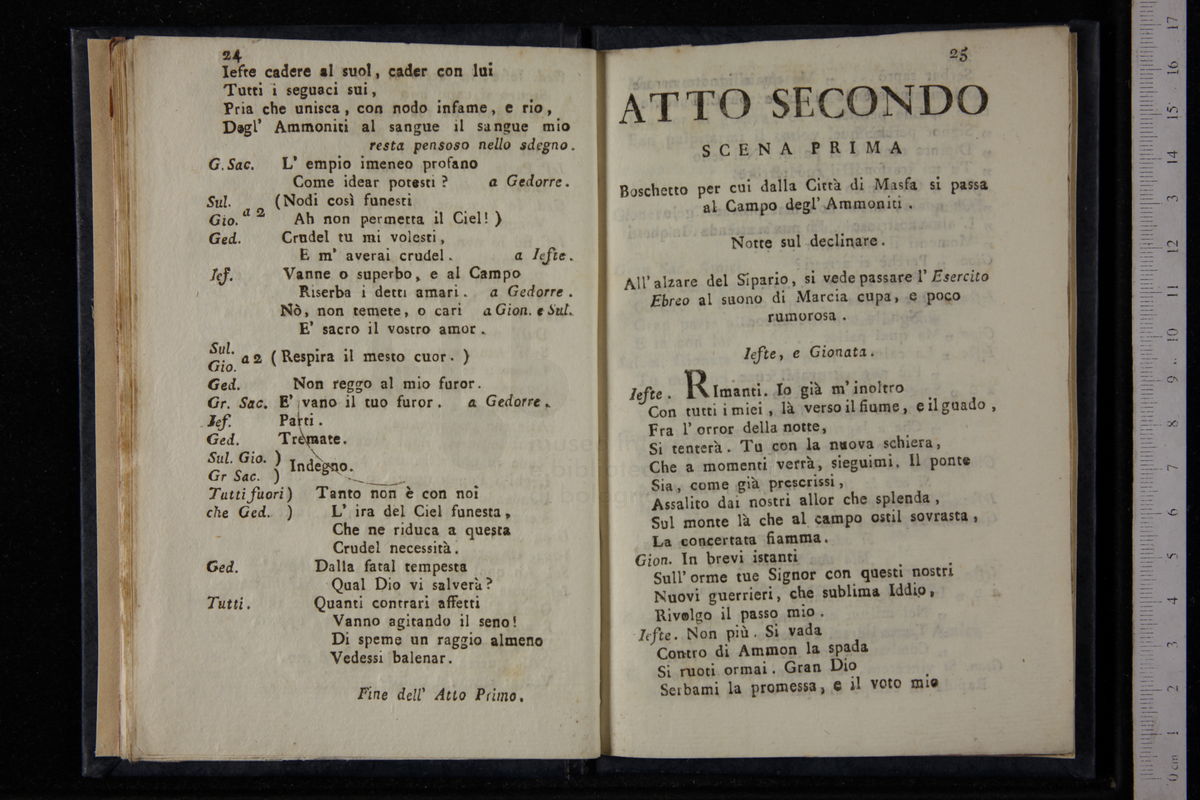 24
Iefte cadere al suol, cader con lui
Tutti i seguaci sui,
Pria che unisca, con nodo infame, e rio,
Dagl' Ammoniti al sangue il sangue mio
resta pensoso nello sdegno.
G. Sac. L' empio imeneo profano
Come idear potesti? a Gedorre.
Sul.
Gio. a 2 (Nodi così funesti
Ah non permetta il Ciel!)
Ged. Crudel tu mi volesti,
E m' averai crudel. a Iefte.
Ief. Vanne o superbo, e al Campo
Riserba i detti amari. a Gedorre.
Nò, non temete, o cari a Gion. e Sul.
E' sacro il vostro amor.
Sul.
Gio. a 2 (Respira il mesto cuor.)
Ged. Non reggo al mio furor.
Gr. Sac. E' vano il tuo furor. a Gedorre.
Ief. Parti.
Ged. Tremate.
Sul. Gio. )
Gr Sac. ) Indegno.
Tutti fuori) Tanto non è con noi
che Ged. ) L' ira del Ciel funesta,
Che ne riduca a questa
Crudel necessità.
Ged. Dalla fatal tempesta
Qual Dio vi salverà?
Tutti. Quanti contrari affetti
Vanno agitando il seno!
Di speme un raggio almeno
Vedessi balenar.
Fine dell' Atto Primo.
25
ATTO SECONDO
SCENA PRIMA
Boschetto per cui dalla Città di Masfa si passa
al Campo degl' Ammoniti.
Notte sul declinare.
All' alzare del Sipario, si vede passare l' Esercito
Ebreo al suono di Marcia cupa, e poco
rumorosa.
Iefte, e Gionata.
Iefte. RImanti. Io già m' inoltro
Con tutti i miei, là verso il fiume, e il guado,
Fra l' orror della notte,
Si tenterà. Tu con la nuova schiera,
Che a momenti verrà, sieguimi. Il ponte
Sia, come già prescrissi,
Assalito dai nostri allor che splenda,
Sul monte là che al campo ostil sovrasta,
La concertata fiamma.
Gion. In brevi istanti
Sull' orme tue Signor con questi nostri
Nuovi guerrieri, che sublima Iddio,
Rivolgo il passo mio.
Iefte. Non più. Si vada
Contro di Ammon la spada
Si ruoti ormai. Gran Dio
Serbami la promessa, e il voto mio